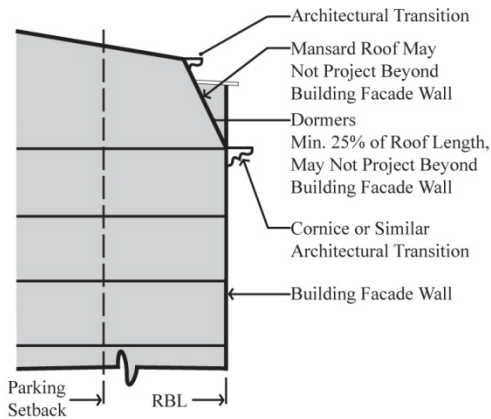 Architectural Transition
Mansard Roof May
Not Project Beyond
Building Facade Wall
Dormers
Min. 25% of Roof Length,
May Not Project Beyond
Building Facade Wall
Cornice or Similar
Architectural Transition
Building Facade Wall
Parking
Setback
RBL